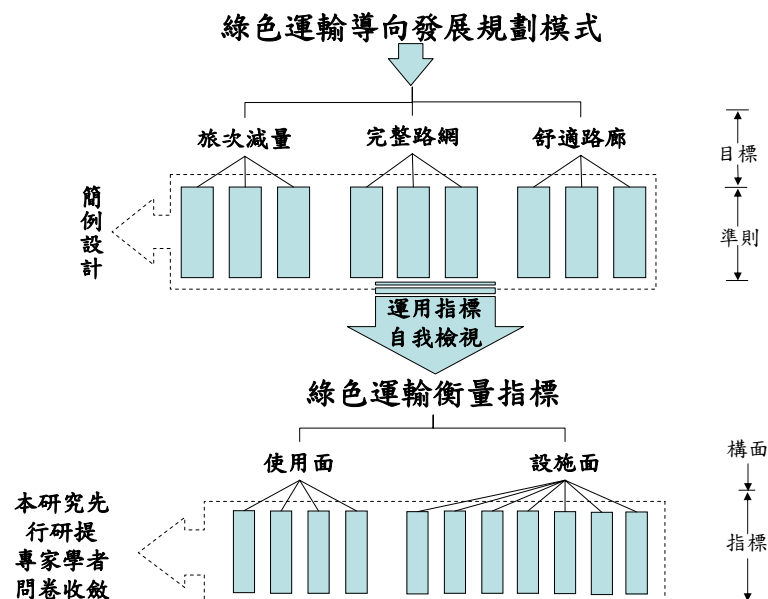 綠色運輸導向發展規劃模式
旅次減量
完整路網
舒適路廊
目標
簡例設計
準則
運用指標
自我檢視
綠色運輸衡量指標
使用面
設施面
構面
本研究先
行研提
專家學者
問卷收斂
指標